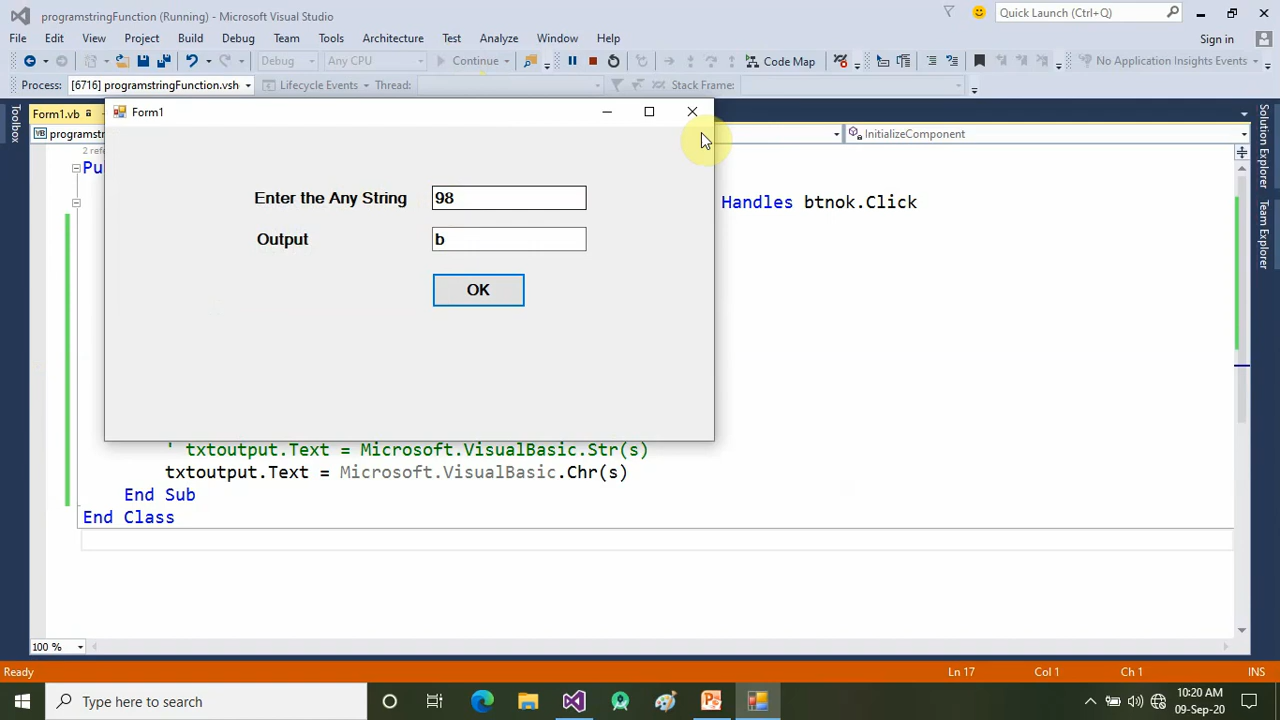 programstringFunction (Running) - Microsoft Visual Studio
Quick Launch (Ctrl+Q)
File Edit View Project Build Debug Team Tools Architecture Test Analyze Window Help
Sign in
Debug Any CPU Continue Code Map No Application Insights Events
Process: [6716] programstringFunction.vsh Lifecycle Events Thread: Stack Frame:
Toolbox
Form1.vb
programst
InitializeComponent
2 refe
Pu
Handles btnok.Click
Form1
Enter the Any String 98
Output b
OK
' txtoutput.Text = Microsoft.VisualBasic.Str(s)
txtoutput.Text = Microsoft.VisualBasic.Chr(s)
End Sub
End Class
Solution Explorer
Team Explorer
100 %
Ready Ln 17 Col 1 Ch 1 INS
Type here to search
10:20 AM
09-Sep-20